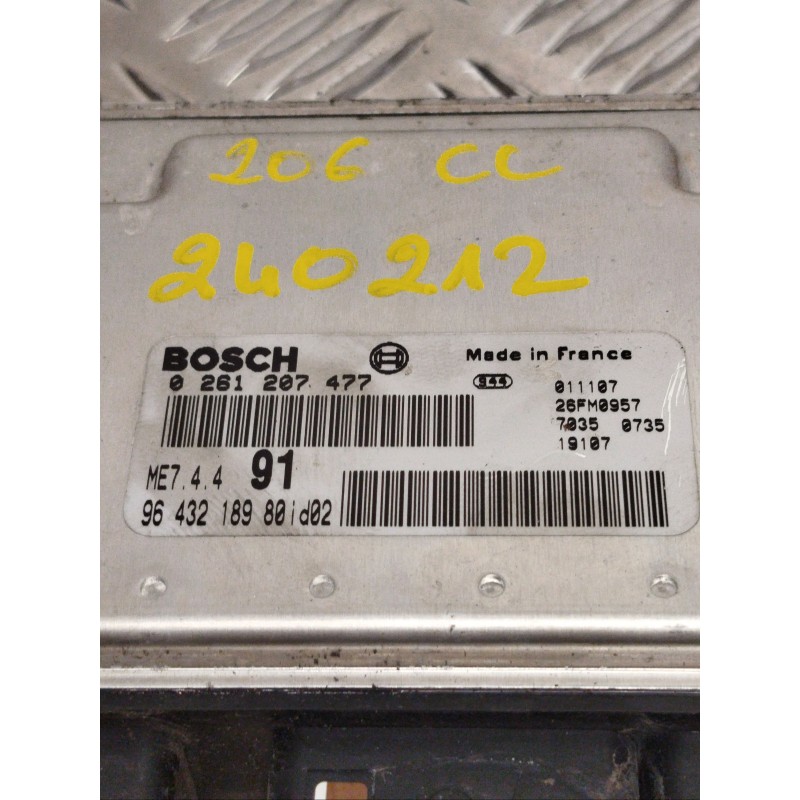 206 CC
240212
BOSCH
Made in France
0 261 207 477
944
011107
26FM0957
7035 0735
19107
ME7.4.4 91
96 432 189 80id02